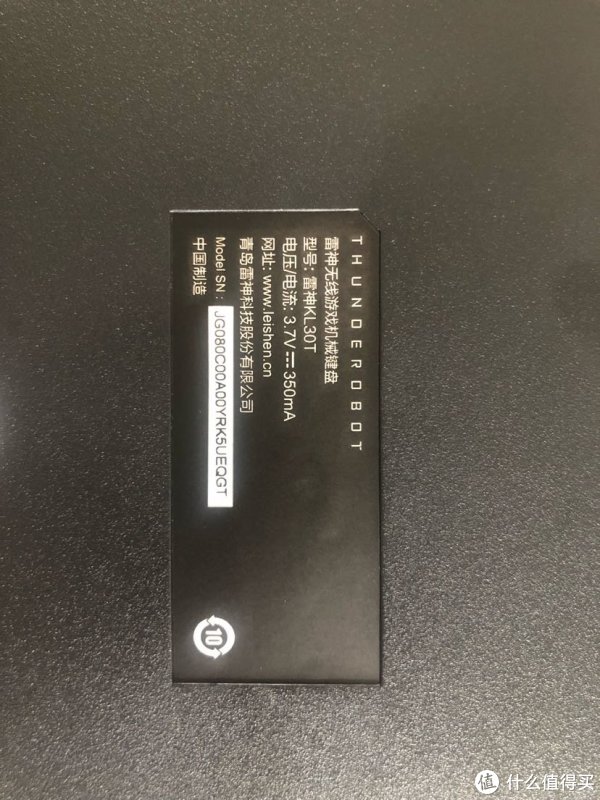 THUNDEROBOT
雷神无线游戏机械键盘
型号: 雷神KL30T
电压/电流: 3.7V⎓350mA
网址: www.leishen.cn
青岛雷神科技股份有限公司
Model SN : JG080C00A00YRK5UEQGT
中国制造
10
值 什么值得买